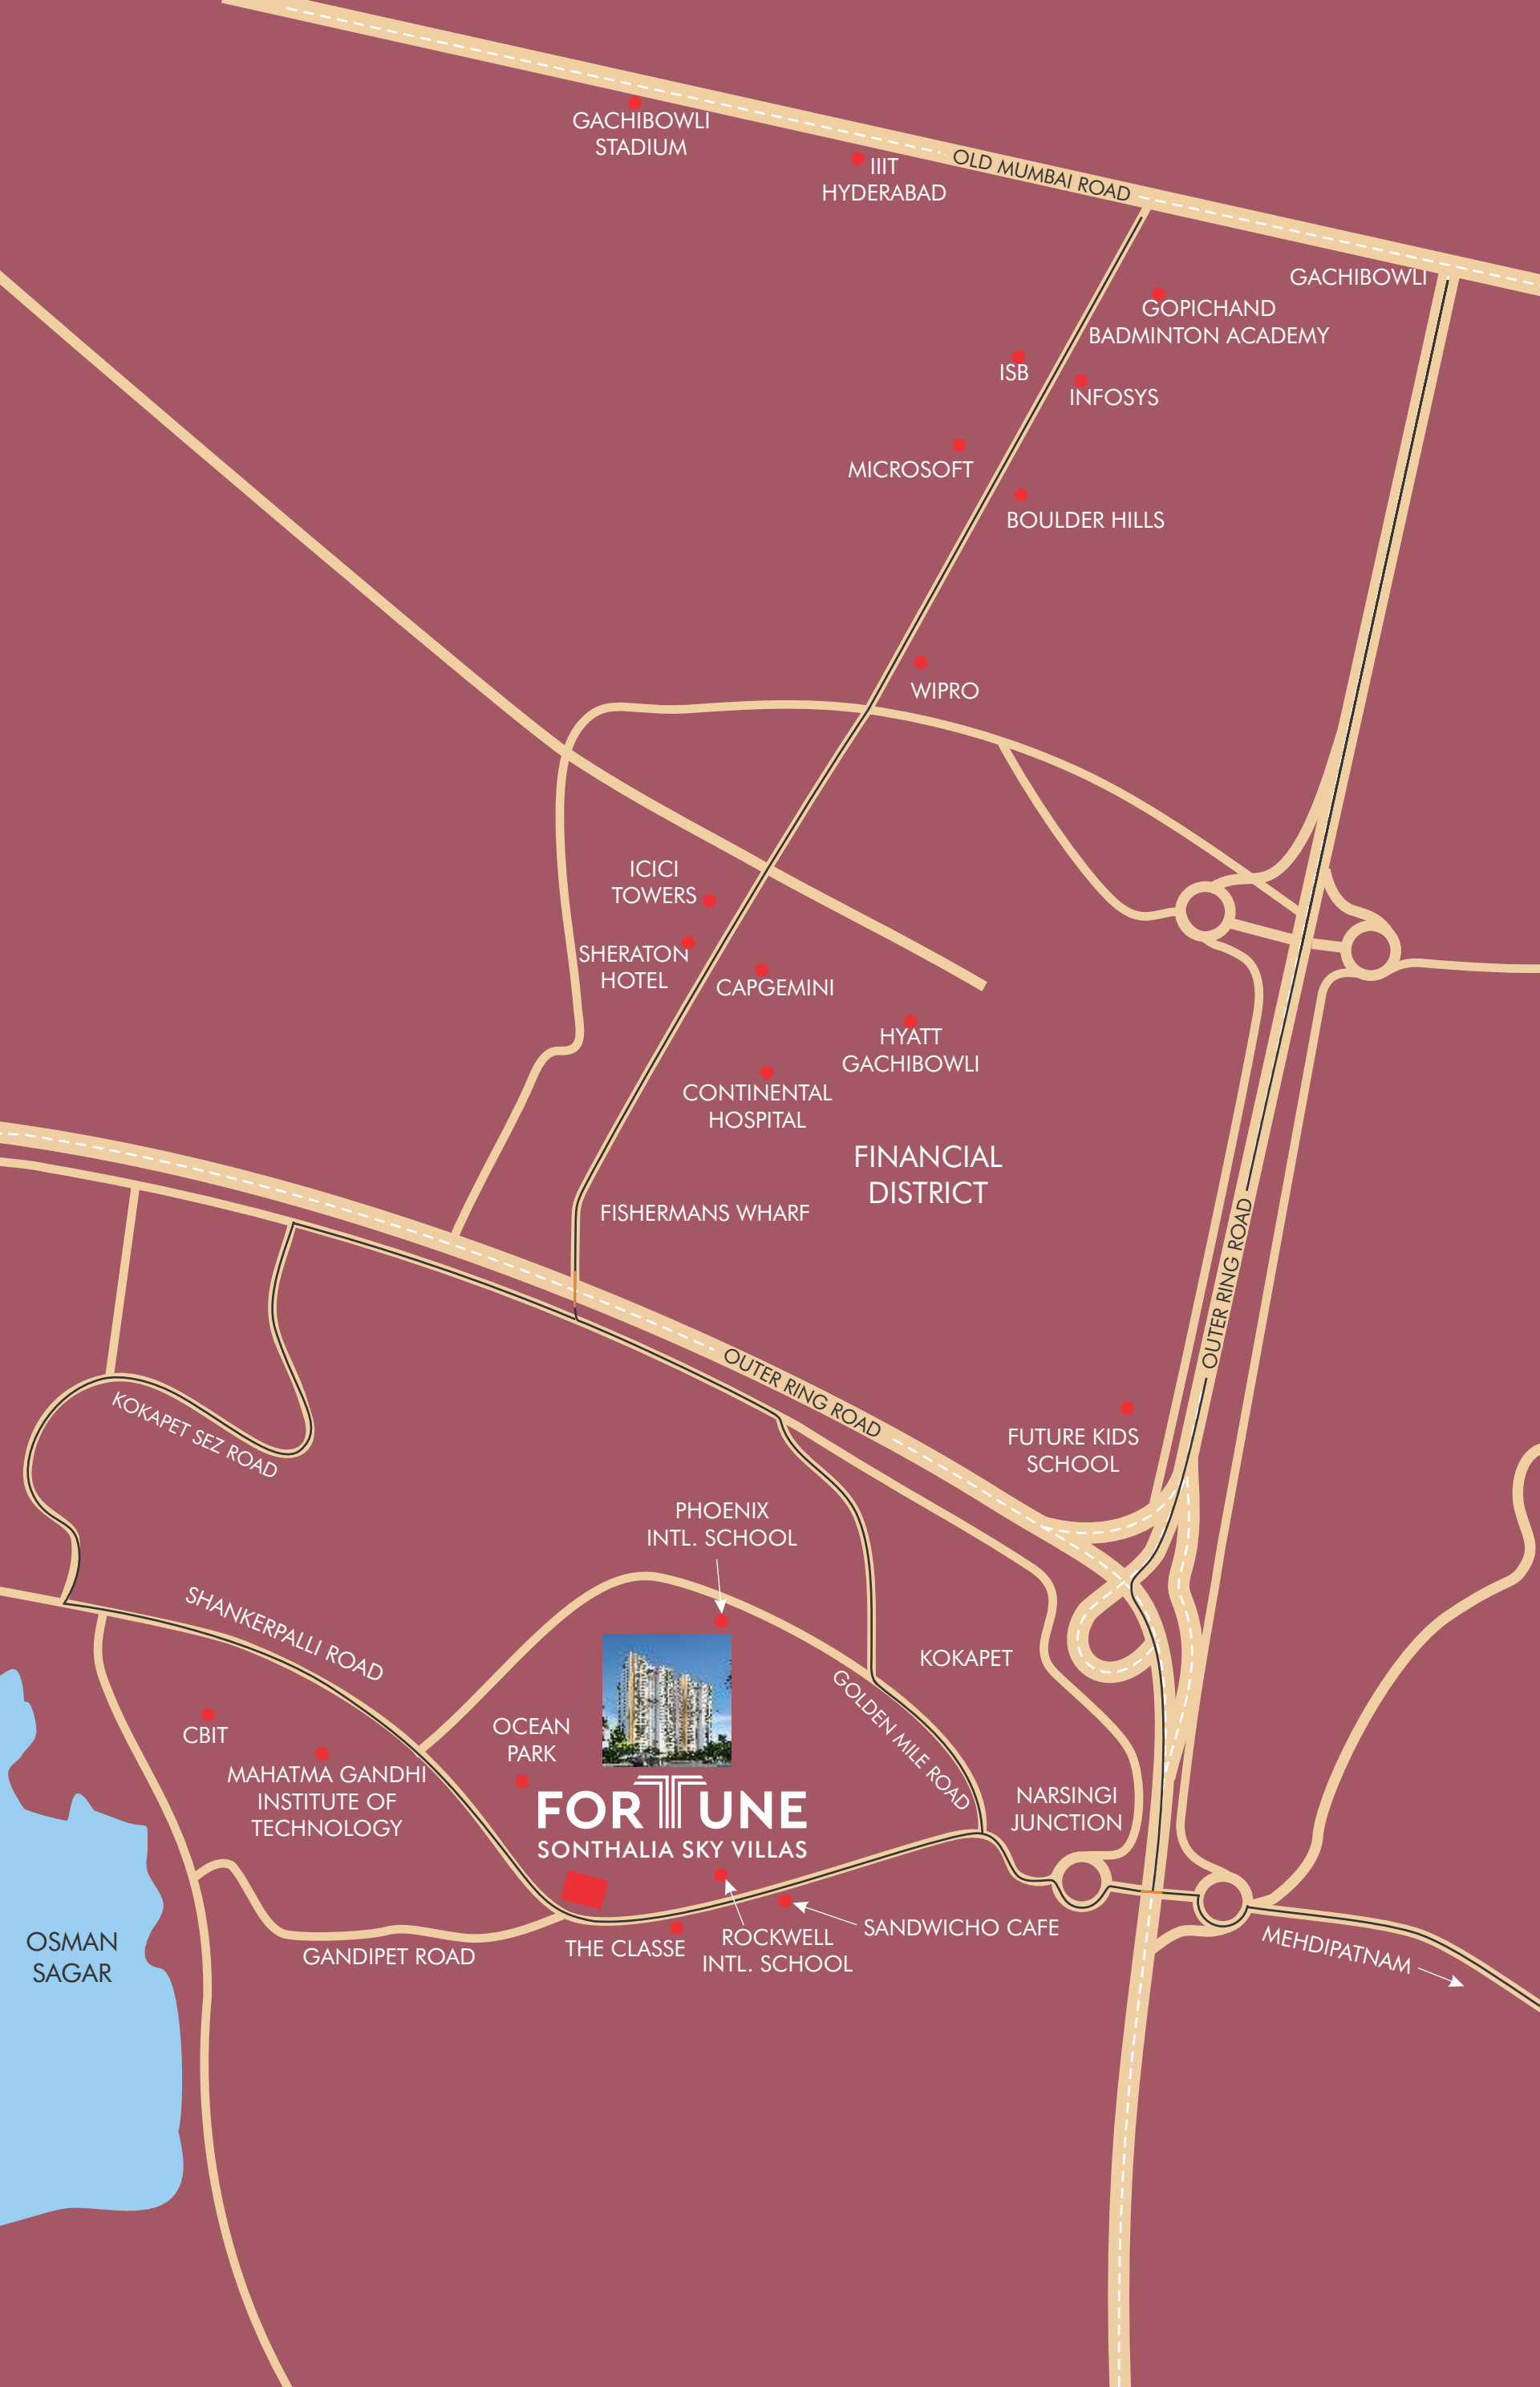 GACHIBOWLI
STADIUM
IIIT
HYDERABAD
OLD MUMBAI ROAD
GACHIBOWLI
GOPICHAND
BADMINTON ACADEMY
ISB
INFOSYS
MICROSOFT
BOULDER HILLS
WIPRO
ICICI
TOWERS
SHERATON
HOTEL
CAPGEMINI
HYATT
GACHIBOWLI
CONTINENTAL
HOSPITAL
FINANCIAL
DISTRICT
FISHERMANS WHARF
OUTER RING ROAD
OUTER RING ROAD
KOKAPET SEZ ROAD
FUTURE KIDS
SCHOOL
PHOENIX
INTL. SCHOOL
SHANKERPALLI ROAD
KOKAPET
GOLDEN MILE ROAD
CBIT
OCEAN
PARK
MAHATMA GANDHI
INSTITUTE OF
TECHNOLOGY
FORTUNE
SONTHALIA SKY VILLAS
NARSINGI
JUNCTION
SANDWICHO CAFE
ROCKWELL
INTL. SCHOOL
THE CLASSE
GANDIPET ROAD
MEHDIPATNAM
OSMAN
SAGAR